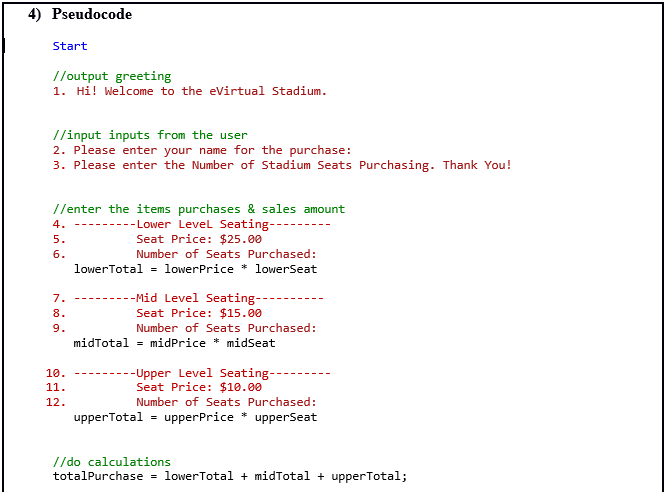 4) Pseudocode
Start
//output greeting
1. Hi! Welcome to the eVirtual Stadium.
//input inputs from the user
2. Please enter your name for the purchase:
3. Please enter the Number of Stadium Seats Purchasing. Thank You!
//enter the items purchases & sales amount
4. ---------Lower LeveL Seating---------
5. Seat Price: $25.00
6. Number of Seats Purchased:
lowerTotal = lowerPrice * lowerSeat
7. ---------Mid Level Seating----------
8. Seat Price: $15.00
9. Number of Seats Purchased:
midTotal = midPrice * midSeat
10. ---------Upper Level Seating---------
11. Seat Price: $10.00
12. Number of Seats Purchased:
upperTotal = upperPrice * upperSeat
//do calculations
totalPurchase = lowerTotal + midTotal + upperTotal;